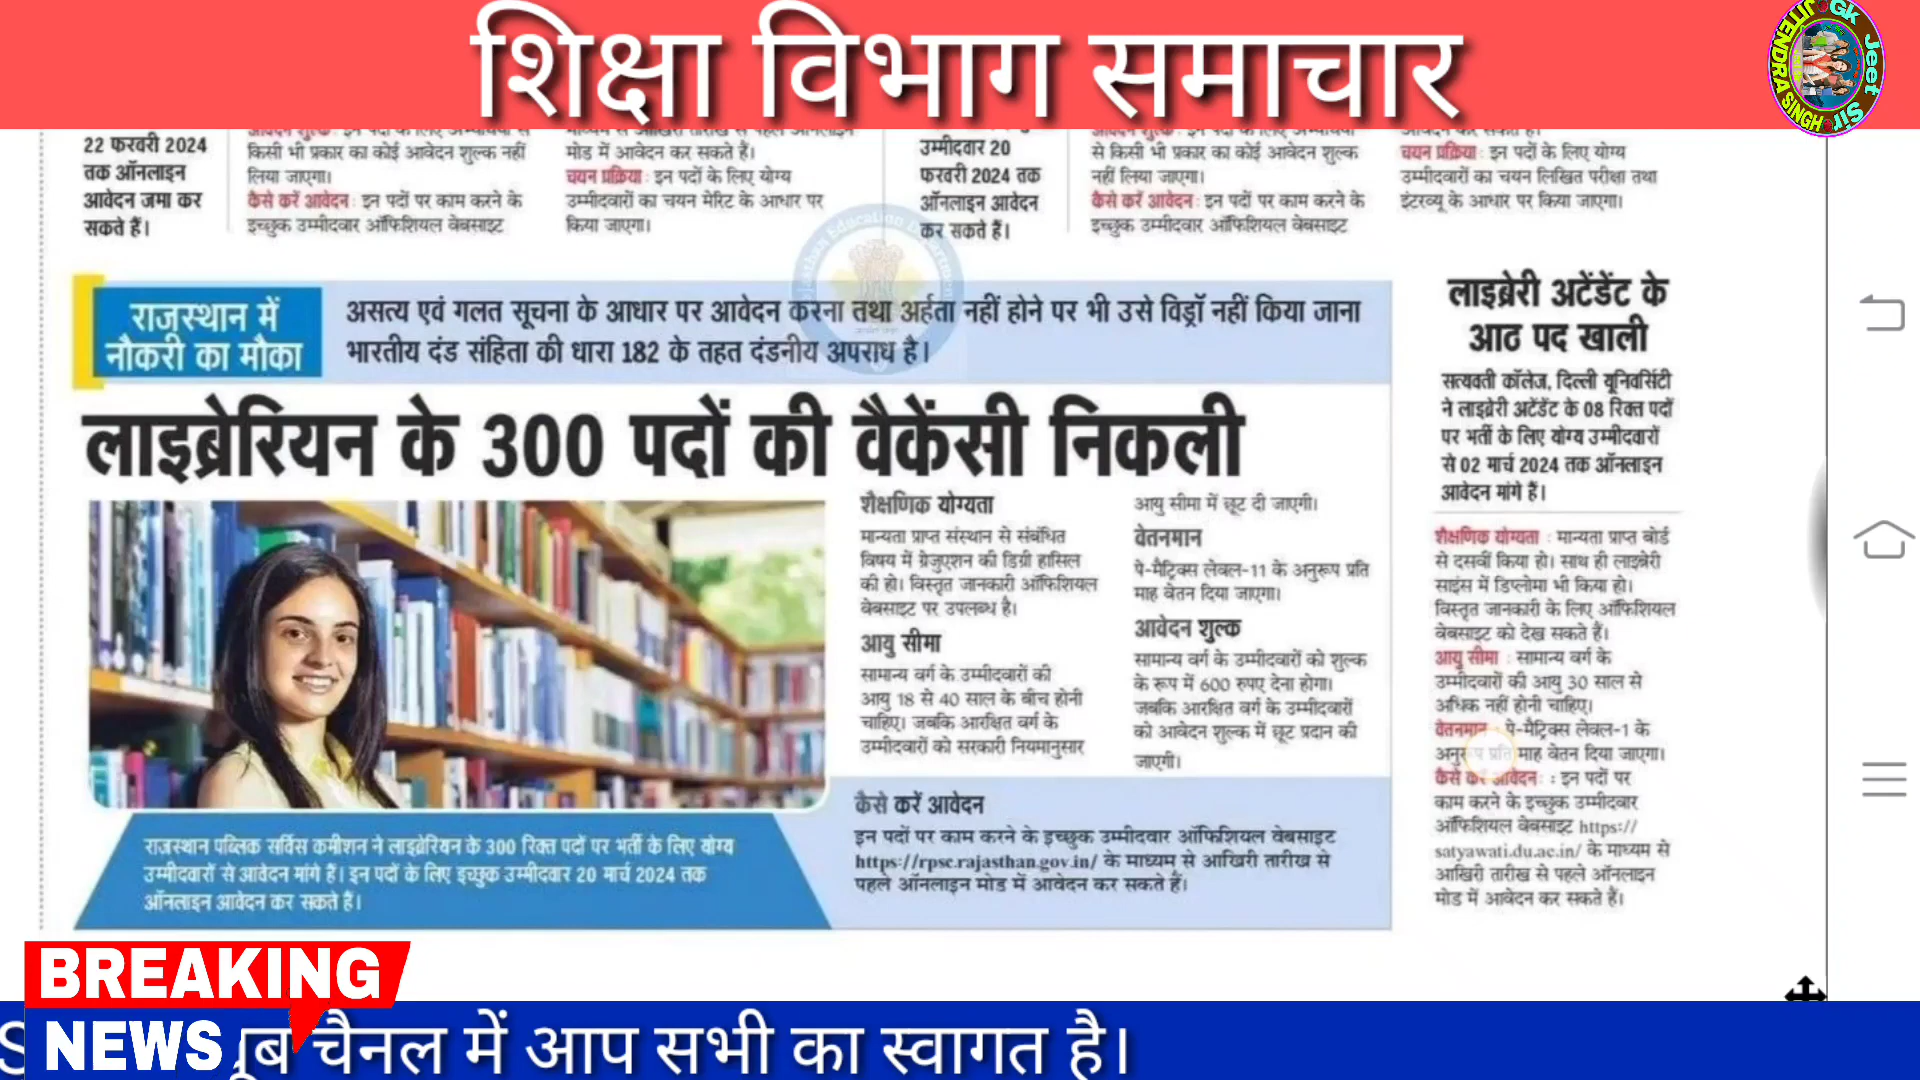 शिक्षा विभाग समाचार
JITENDRA SINGH
Gk Jeet Sir
22 फरवरी 2024
तक ऑनलाइन
आवेदन जमा कर
सकते हैं।
किसी भी प्रकार का कोई आवेदन शुल्क नहीं
लिया जाएगा।
कैसे करें आवेदन : इन पदों पर काम करने के
इच्छुक उम्मीदवार ऑफिशियल वेबसाइट
मोड में आवेदन कर सकते हैं।
चयन प्रक्रिया : इन पदों के लिए योग्य
उम्मीदवारों का चयन मेरिट के आधार पर
किया जाएगा।
उम्मीदवार 20
फरवरी 2024 तक
ऑनलाइन आवेदन
कर सकते हैं।
से किसी भी प्रकार का कोई आवेदन शुल्क
नहीं लिया जाएगा।
कैसे करें आवेदन : इन पदों पर काम करने के
इच्छुक उम्मीदवार ऑफिशियल वेबसाइट
चयन प्रक्रिया : इन पदों के लिए योग्य
उम्मीदवारों का चयन लिखित परीक्षा तथा
इंटरव्यू के आधार पर किया जाएगा।
Rajasthan Education Department
राजस्थान में
नौकरी का मौका
असत्य एवं गलत सूचना के आधार पर आवेदन करना तथा अर्हता नहीं होने पर भी उसे विड्रॉ नहीं किया जाना
भारतीय दंड संहिता की धारा 182 के तहत दंडनीय अपराध है।
लाइब्रेरियन के 300 पदों की वैकेंसी निकली
राजस्थान पब्लिक सर्विस कमीशन ने लाइब्रेरियन के 300 रिक्त पदों पर भर्ती के लिए योग्य
उम्मीदवारों से आवेदन मांगे हैं। इन पदों के लिए इच्छुक उम्मीदवार 20 मार्च 2024 तक
ऑनलाइन आवेदन कर सकते हैं।
शैक्षणिक योग्यता
मान्यता प्राप्त संस्थान से संबंधित
विषय में ग्रेजुएशन की डिग्री हासिल
की हो। विस्तृत जानकारी ऑफिशियल
वेबसाइट पर उपलब्ध है।
आयु सीमा
सामान्य वर्ग के उम्मीदवारों की
आयु 18 से 40 साल के बीच होनी
चाहिए। जबकि आरक्षित वर्ग के
उम्मीदवारों को सरकारी नियमानुसार
आयु सीमा में छूट दी जाएगी।
वेतनमान
पे-मैट्रिक्स लेवल-11 के अनुरूप प्रति
माह वेतन दिया जाएगा।
आवेदन शुल्क
सामान्य वर्ग के उम्मीदवारों को शुल्क
के रूप में 600 रुपए देना होगा।
जबकि आरक्षित वर्ग के उम्मीदवारों
को आवेदन शुल्क में छूट प्रदान की
जाएगी।
कैसे करें आवेदन
इन पदों पर काम करने के इच्छुक उम्मीदवार ऑफिशियल वेबसाइट
https://rpsc.rajasthan.gov.in/ के माध्यम से आखिरी तारीख से
पहले ऑनलाइन मोड में आवेदन कर सकते हैं।
लाइब्रेरी अटेंडेंट के
आठ पद खाली
सत्यवती कॉलेज, दिल्ली यूनिवर्सिटी
ने लाइब्रेरी अटेंडेंट के 08 रिक्त पदों
पर भर्ती के लिए योग्य उम्मीदवारों
से 02 मार्च 2024 तक ऑनलाइन
आवेदन मांगे हैं।
शैक्षणिक योग्यता : मान्यता प्राप्त बोर्ड
से दसवीं किया हो। साथ ही लाइब्रेरी
साइंस में डिप्लोमा भी किया हो।
विस्तृत जानकारी के लिए ऑफिशियल
वेबसाइट को देख सकते हैं।
आयु सीमा : सामान्य वर्ग के
उम्मीदवारों की आयु 30 साल से
अधिक नहीं होनी चाहिए।
वेतनमान पे-मैट्रिक्स लेवल-1 के
अनुरूप प्रति माह वेतन दिया जाएगा।
कैसे करें आवेदन : : इन पदों पर
काम करने के इच्छुक उम्मीदवार
ऑफिशियल वेबसाइट https://
satyawati.du.ac.in/ के माध्यम से
आखिरी तारीख से पहले ऑनलाइन
मोड में आवेदन कर सकते हैं।
BREAKING
NEWS
चैनल में आप सभी का स्वागत है।